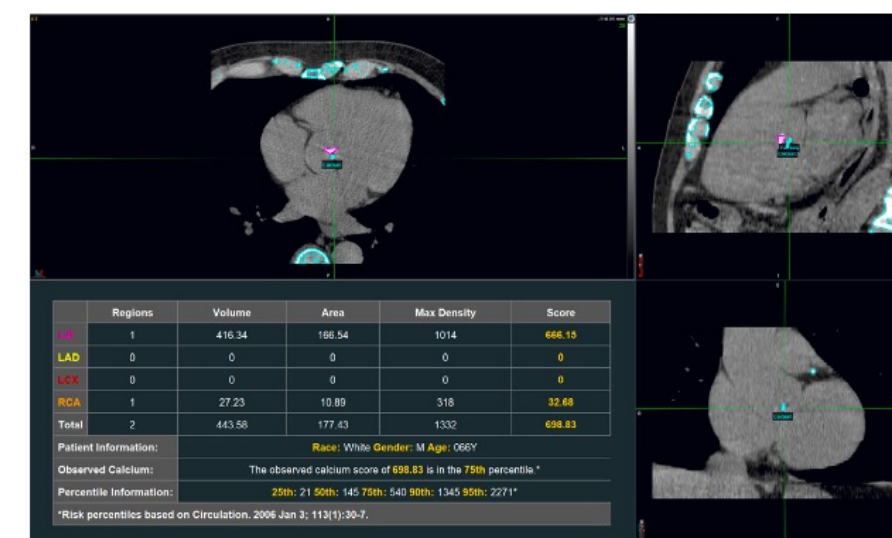 Regions Volume Area Max Density Score
LM 1 416.34 166.54 1014 666.15
LAD 0 0 0 0 0
LCX 0 0 0 0 0
RCA 1 27.23 10.89 318 32.68
Total 2 443.58 177.43 1332 698.83
Patient Information: Race: White Gender: M Age: 066Y
Observed Calcium: The observed calcium score of 698.83 is in the 75th percentile.*
Percentile Information: 25th: 21 50th: 145 75th: 540 90th: 1345 95th: 2271*
*Risk percentiles based on Circulation. 2006 Jan 3; 113(1):30-7.